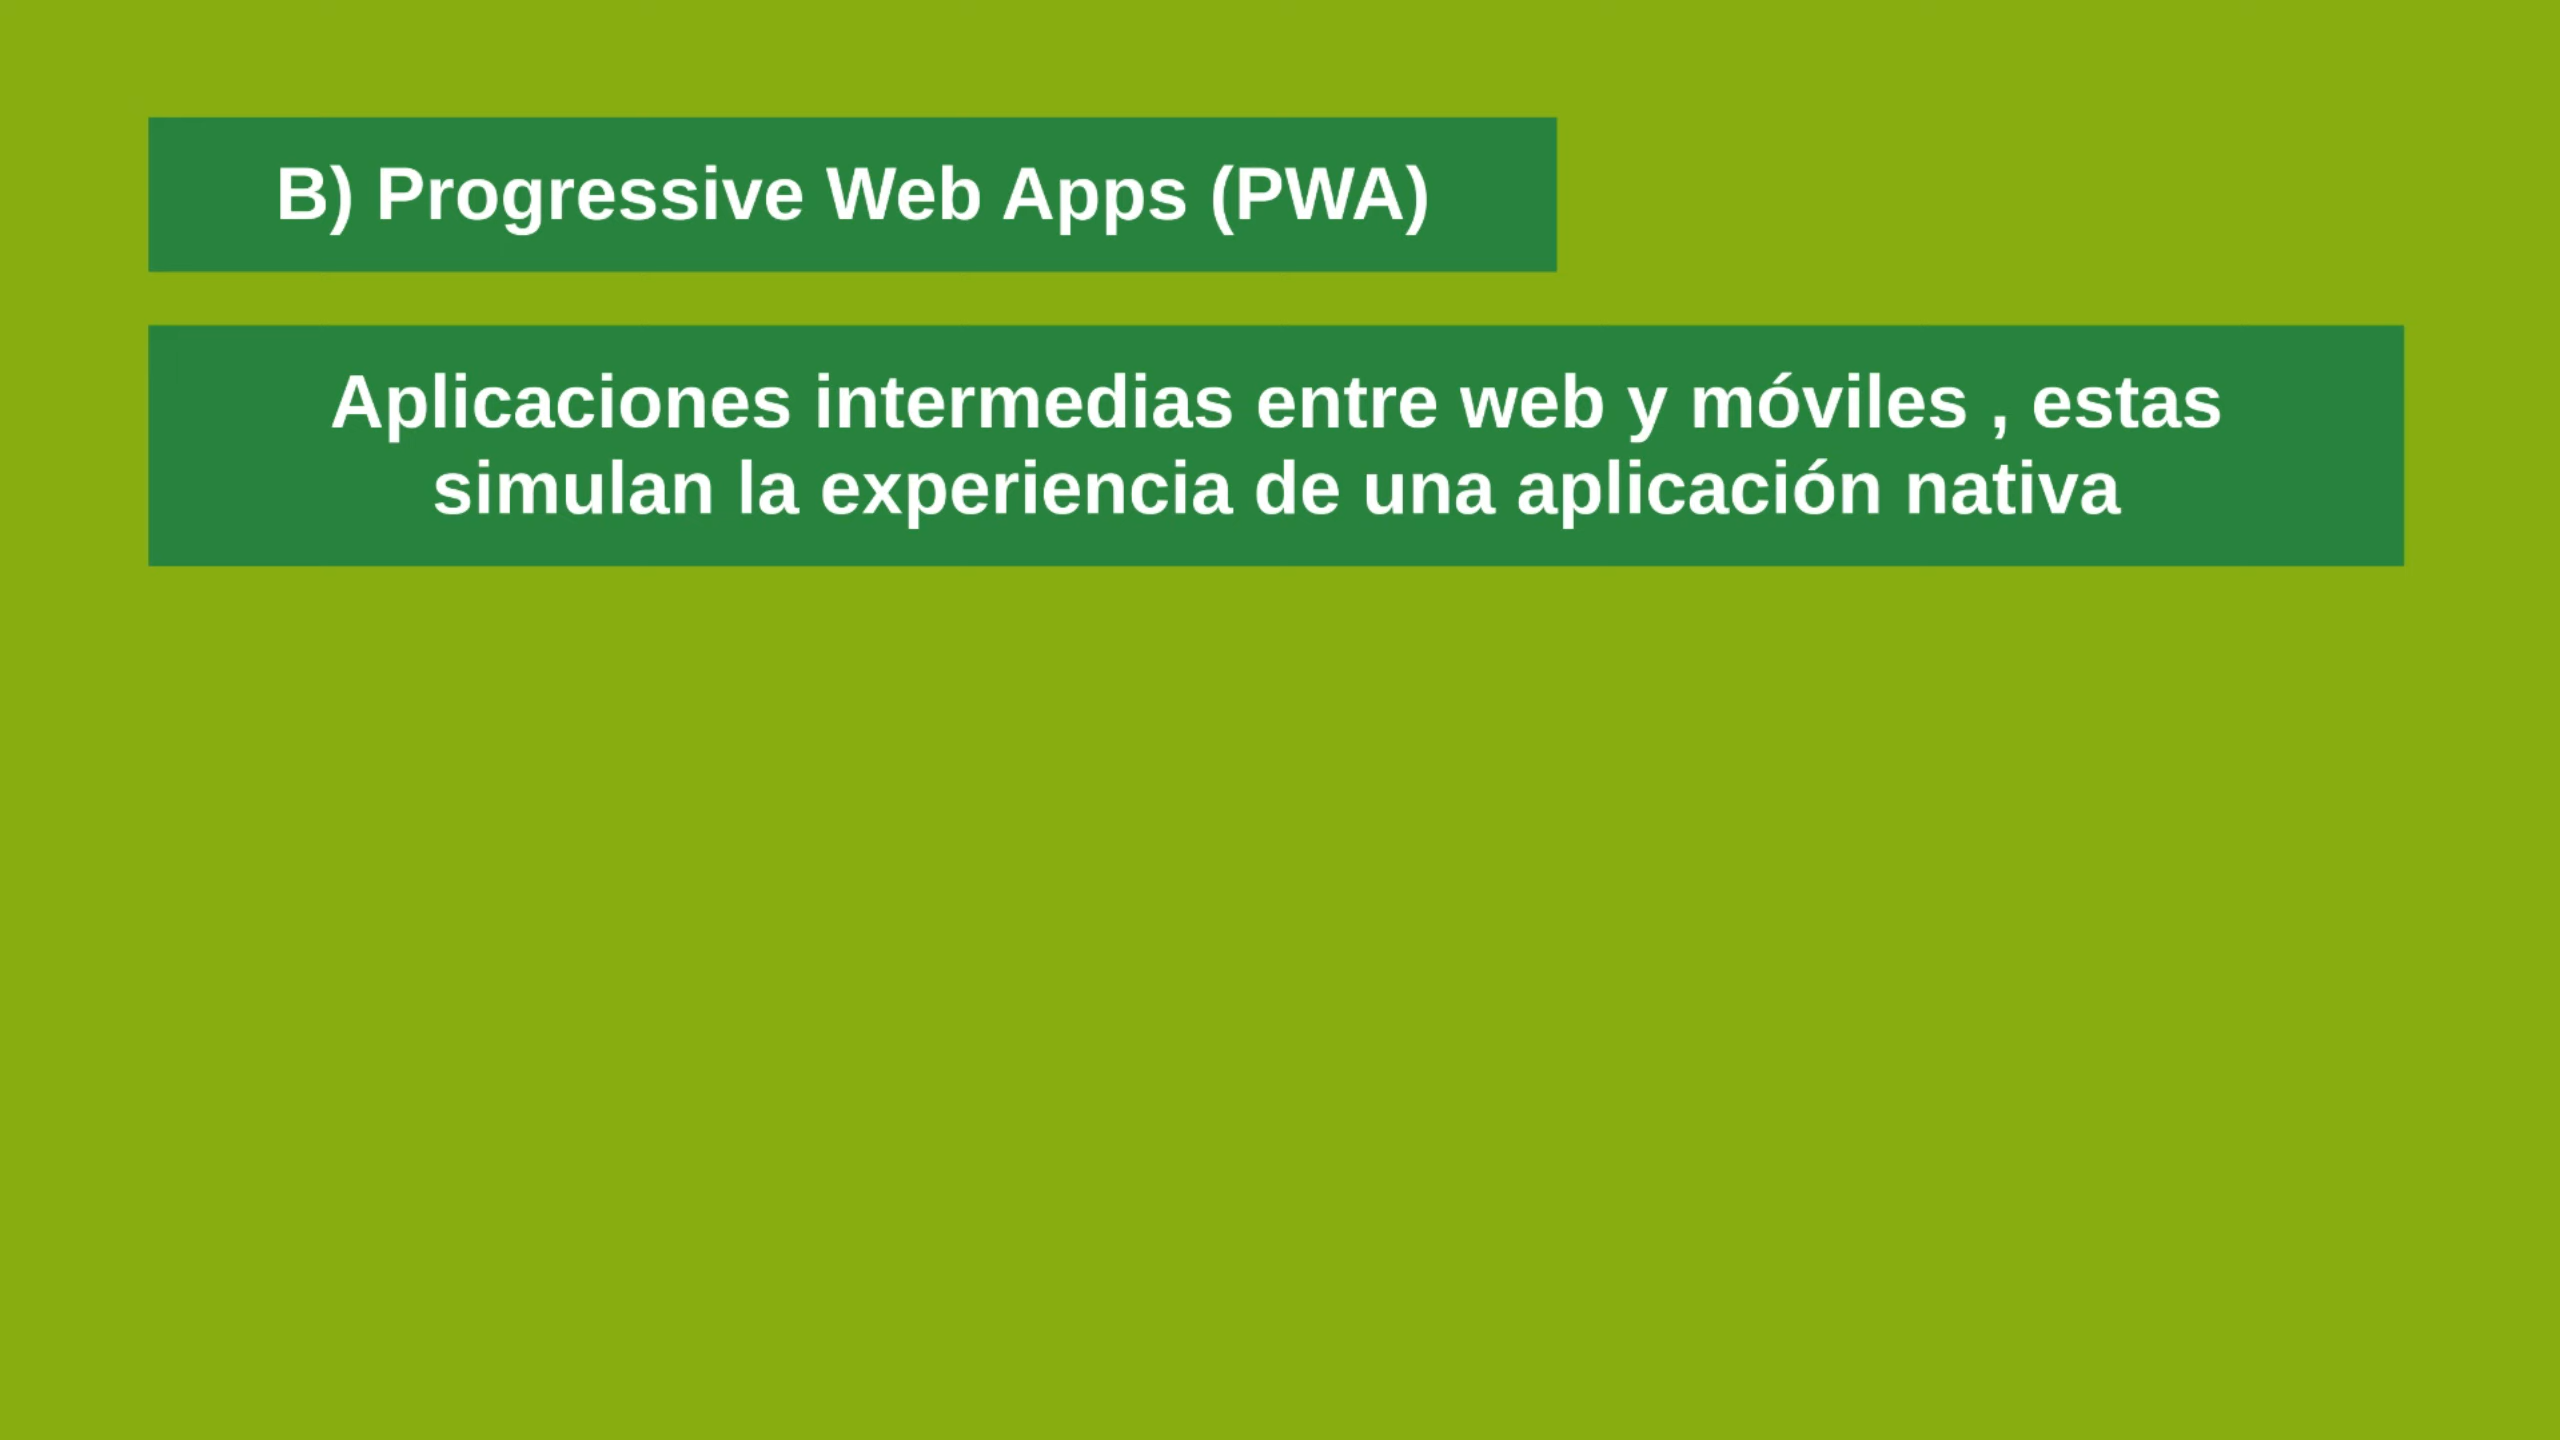 B) Progressive Web Apps (PWA)
Aplicaciones intermedias entre web y móviles , estas
simulan la experiencia de una aplicación nativa